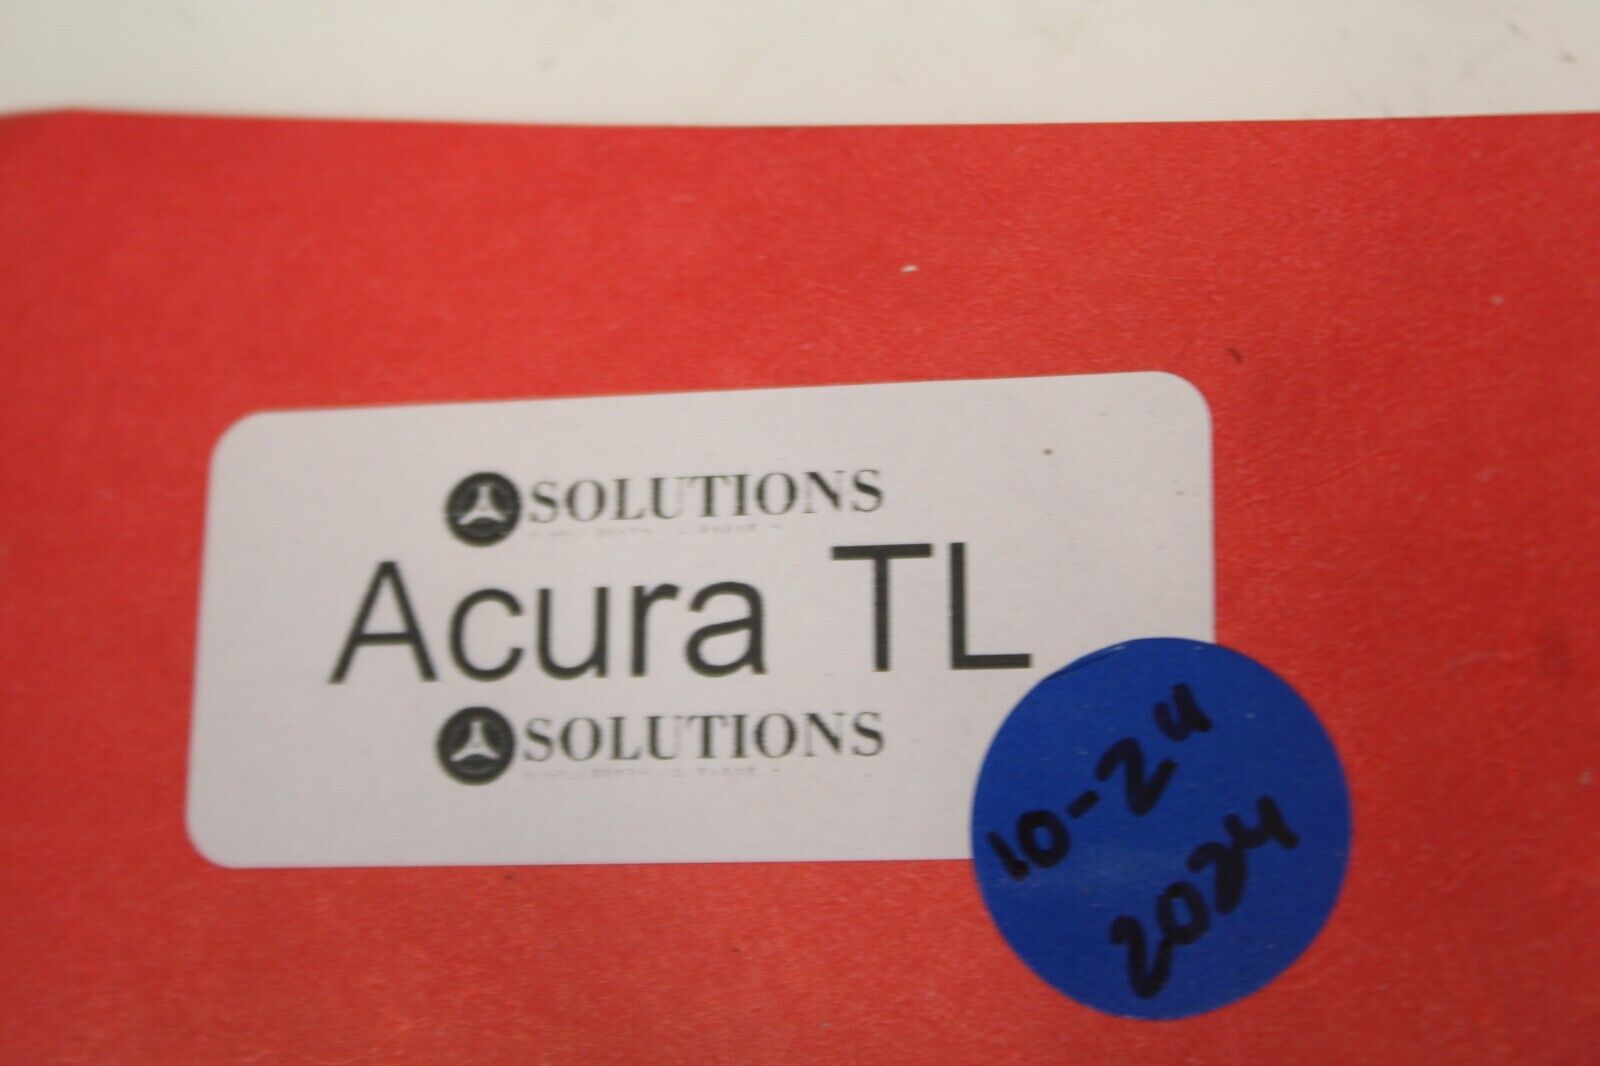 SOLUTIONS
Acura TL
SOLUTIONS
10-24
2024